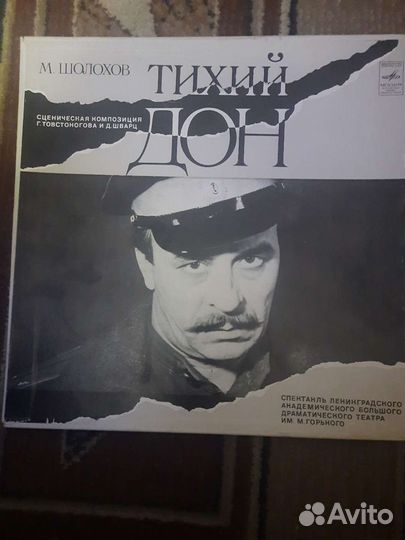 М. ШОЛОХОВ
ТИХИЙ
ДОН
СЦЕНИЧЕСКАЯ КОМПОЗИЦИЯ
Г. ТОВСТОНОГОВА И Д. ШВАРЦ
СПЕКТАКЛЬ ЛЕНИНГРАДСКОГО
АКАДЕМИЧЕСКОГО БОЛЬШОГО
ДРАМАТИЧЕСКОГО ТЕАТРА
ИМ. М.ГОРЬКОГО
Avito